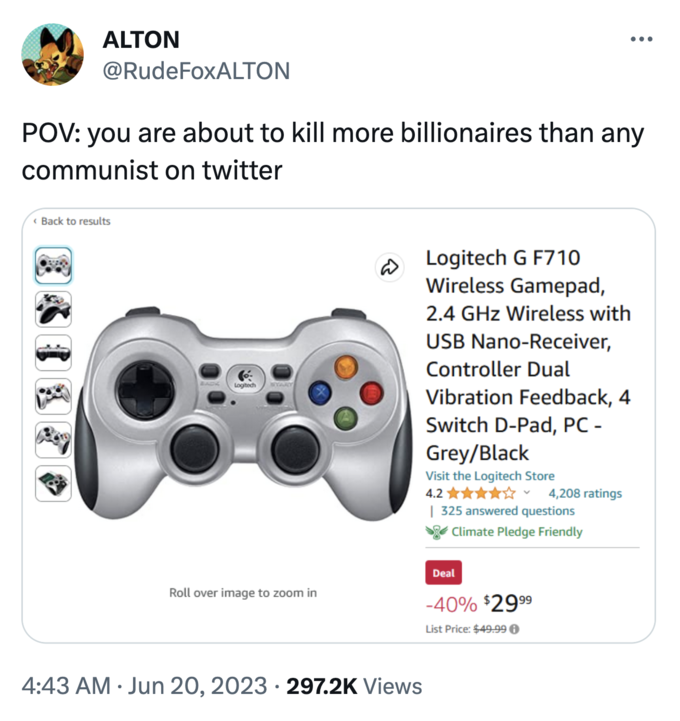 ALTON
@RudeFoxALTON
POV: you are about to kill more billionaires than any
communist on twitter
‹ Back to results
Logitech G F710
Wireless Gamepad,
2.4 GHz Wireless with
USB Nano-Receiver,
Controller Dual
Vibration Feedback, 4
Switch D-Pad, PC -
Grey/Black
Visit the Logitech Store
4.2 4,208 ratings
| 325 answered questions
Climate Pledge Friendly
Deal
-40% $2999
List Price: $49.99
BACK
Logitech
START
Roll over image to zoom in
4:43 AM · Jun 20, 2023 · 297.2K Views